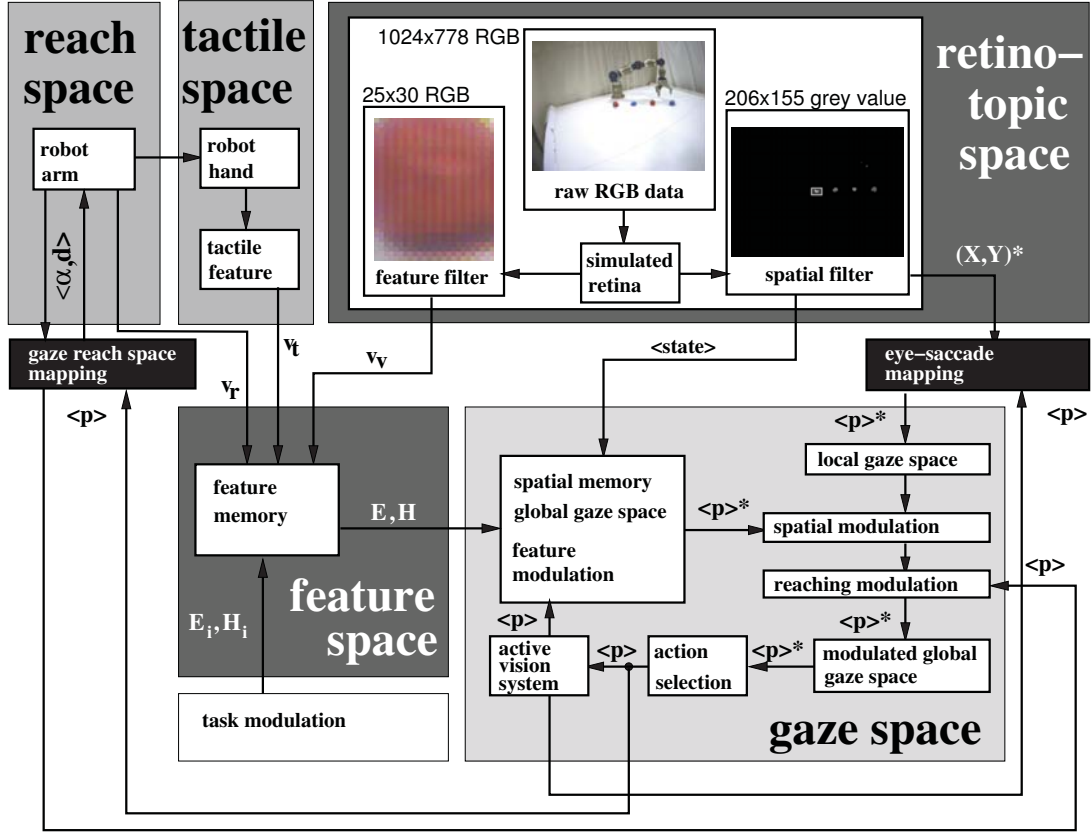 reach
space
tactile
space
retino–
topic
space
1024x778 RGB
25x30 RGB
206x155 grey value
robot
arm
robot
hand
tactile
feature
<α,d>
raw RGB data
feature filter
simulated
retina
spatial filter
(X,Y)*
gaze reach space
mapping
eye–saccade
mapping
<p>
v_r
v_t
v_v
<state>
<p>
<p>*
local gaze space
feature
memory
E,H
spatial memory
global gaze space
feature
modulation
<p>*
spatial modulation
reaching modulation
<p>
<p>*
E_i,H_i
feature
space
<p>
active
vision
system
<p>
action
selection
<p>*
modulated global
gaze space
task modulation
gaze space